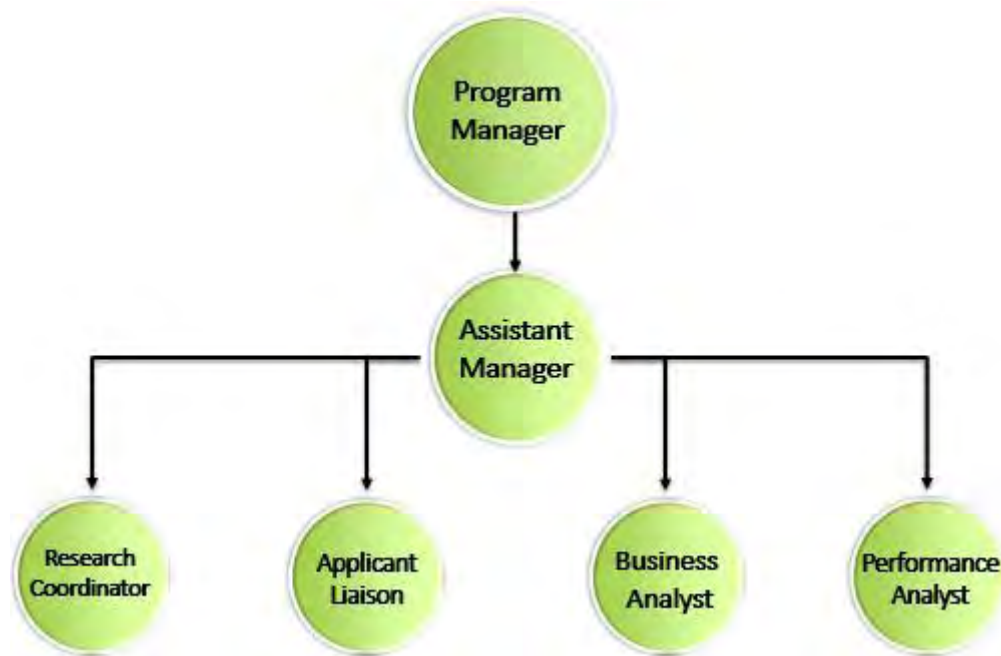 Program
Manager
Assistant
Manager
Research
Coordinator
Applicant
Liaison
Business
Analyst
Performance
Analyst